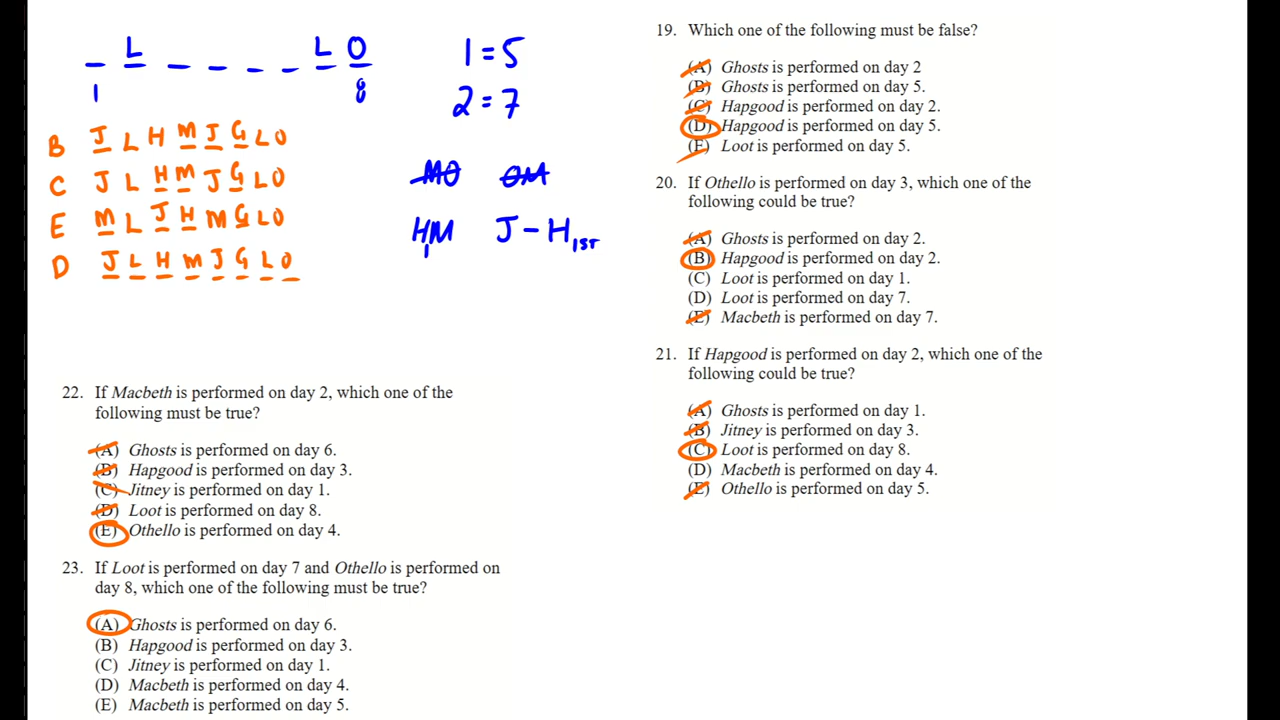 L L O
1 8
1 = 5
2 = 7
MO OM
HM J - H 1ST
B J L H M J G L O
C J L H M J G L O
E M L J H M G L O
D J L H M J G L O
22. If Macbeth is performed on day 2, which one of the
following must be true?
(A) Ghosts is performed on day 6.
(B) Hapgood is performed on day 3.
(C) Jitney is performed on day 1.
(D) Loot is performed on day 8.
(E) Othello is performed on day 4.
23. If Loot is performed on day 7 and Othello is performed on
day 8, which one of the following must be true?
(A) Ghosts is performed on day 6.
(B) Hapgood is performed on day 3.
(C) Jitney is performed on day 1.
(D) Macbeth is performed on day 4.
(E) Macbeth is performed on day 5.
19. Which one of the following must be false?
(A) Ghosts is performed on day 2
(B) Ghosts is performed on day 5.
(C) Hapgood is performed on day 2.
(D) Hapgood is performed on day 5.
(E) Loot is performed on day 5.
20. If Othello is performed on day 3, which one of the
following could be true?
(A) Ghosts is performed on day 2.
(B) Hapgood is performed on day 2.
(C) Loot is performed on day 1.
(D) Loot is performed on day 7.
(E) Macbeth is performed on day 7.
21. If Hapgood is performed on day 2, which one of the
following could be true?
(A) Ghosts is performed on day 1.
(B) Jitney is performed on day 3.
(C) Loot is performed on day 8.
(D) Macbeth is performed on day 4.
(E) Othello is performed on day 5.